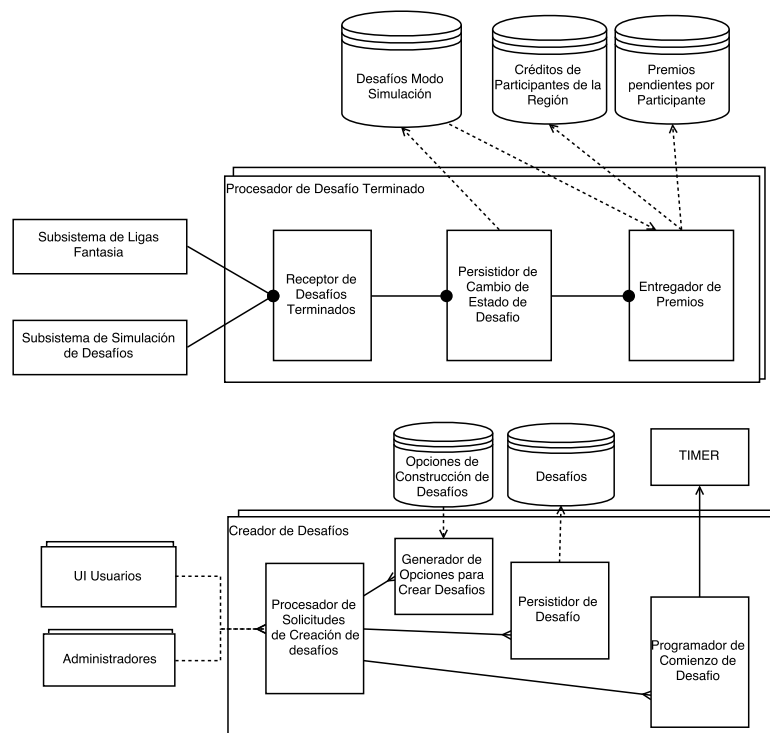 Desafíos Modo
Simulación
Créditos de
Participantes de la
Región
Premios
pendientes por
Participante
Procesador de Desafío Terminado
Subsistema de Ligas
Fantasia
Subsistema de Simulación
de Desafíos
Receptor de
Desafíos
Terminados
Persistidor de
Cambio de
Estado de
Desafio
Entregador de
Premios
Opciones de
Construcción de
Desafíos
Desafíos
TIMER
Creador de Desafíos
UI Usuarios
Administradores
Procesador de
Solicitudes
de Creación de
desafíos
Generador de
Opciones para
Crear Desafios
Persistidor de
Desafío
Programador de
Comienzo de
Desafio